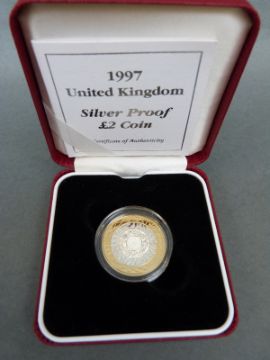 1997
United Kingdom
Silver Proof
£2 Coin
Certificate of Authenticity